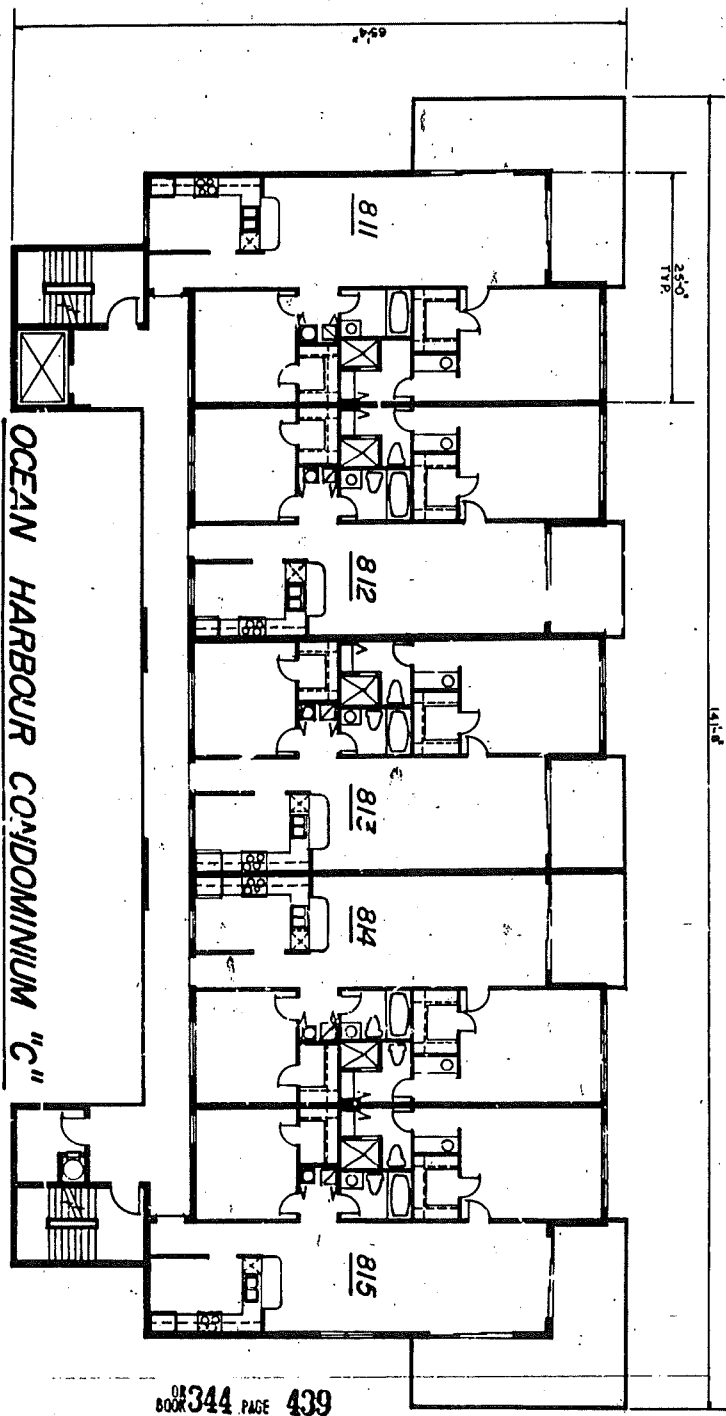 65'-4"
141'-8"
25'-0"
TYP.
811
812
813
814
815
OCEAN HARBOUR CONDOMINIUM "C"
OR
BOOK 344 PAGE 439